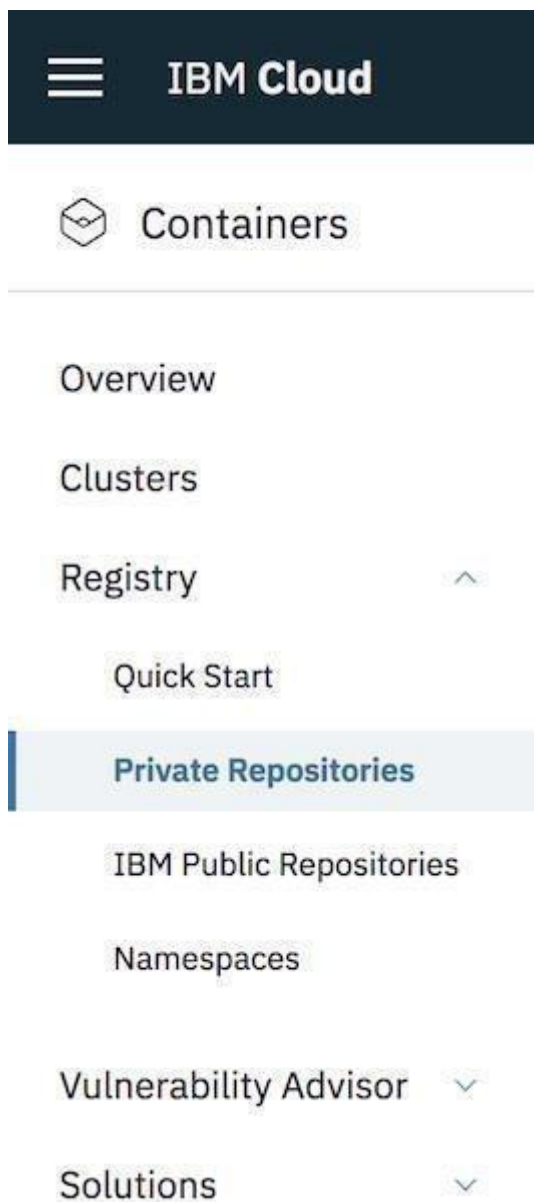 IBM Cloud
Containers
Overview
Clusters
Registry
Quick Start
Private Repositories
IBM Public Repositories
Namespaces
Vulnerability Advisor
Solutions